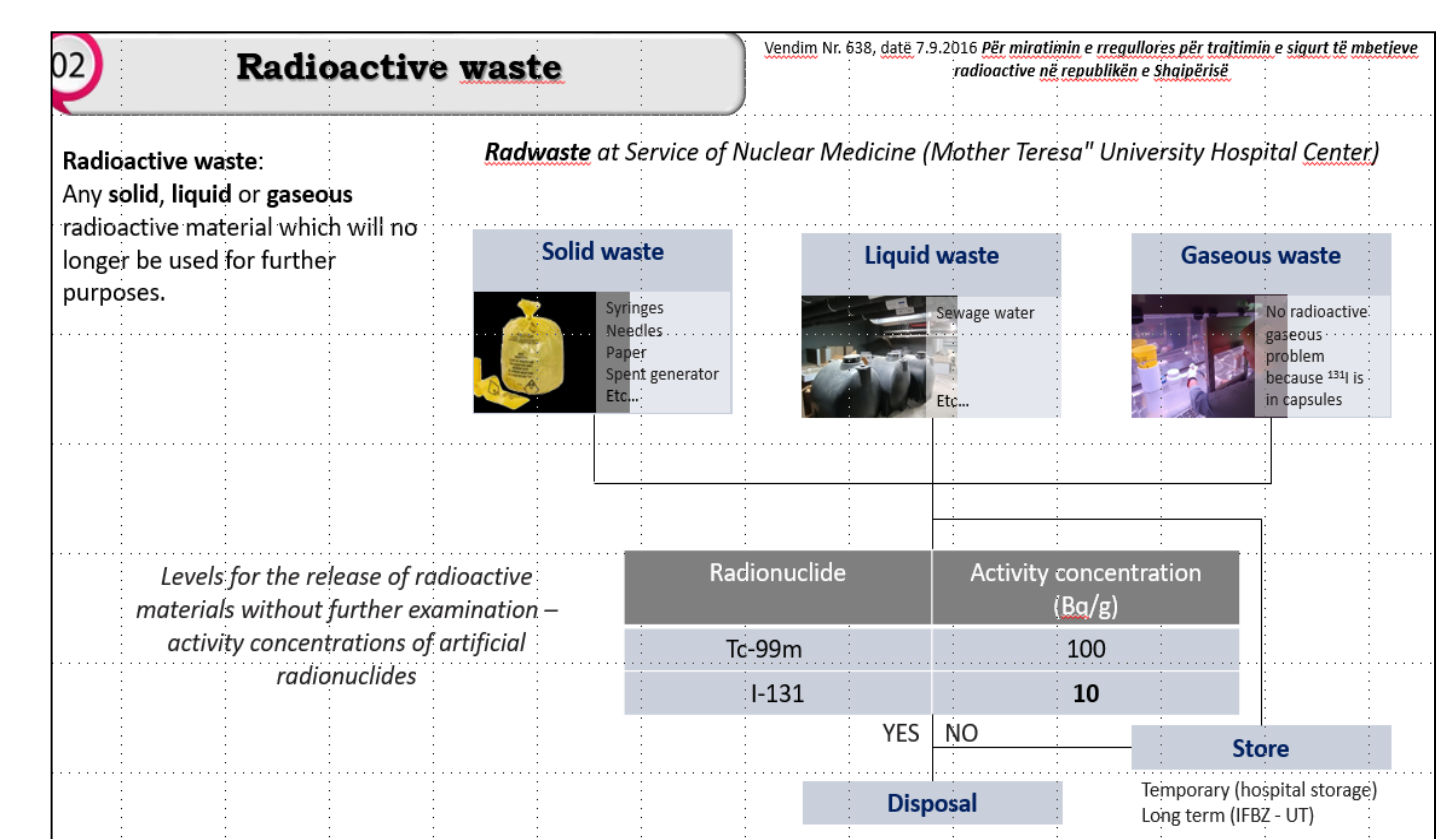 02
Radioactive waste
Vendim Nr. 638, datë 7.9.2016 Për miratimin e rregullores për trajtimin e sigurt të mbetjeve
radioactive në republikën e Shqipërisë
Radioactive waste:
Any solid, liquid or gaseous
radioactive material which will no
longer be used for further
purposes.
Radwaste at Service of Nuclear Medicine (Mother Teresa" University Hospital Center)
Solid waste
Syringes
Needles
Paper
Spent generator
Etc...
Liquid waste
Sewage water
Etc...
Gaseous waste
No radioactive
gaseous
problem
because ¹³¹I is
in capsules
Levels for the release of radioactive
materials without further examination –
activity concentrations of artificial
radionuclides
Radionuclide
Activity concentration
(Bq/g)
Tc-99m
100
I-131
10
YES
NO
Store
Temporary (hospital storage)
Long term (IFBZ - UT)
Disposal